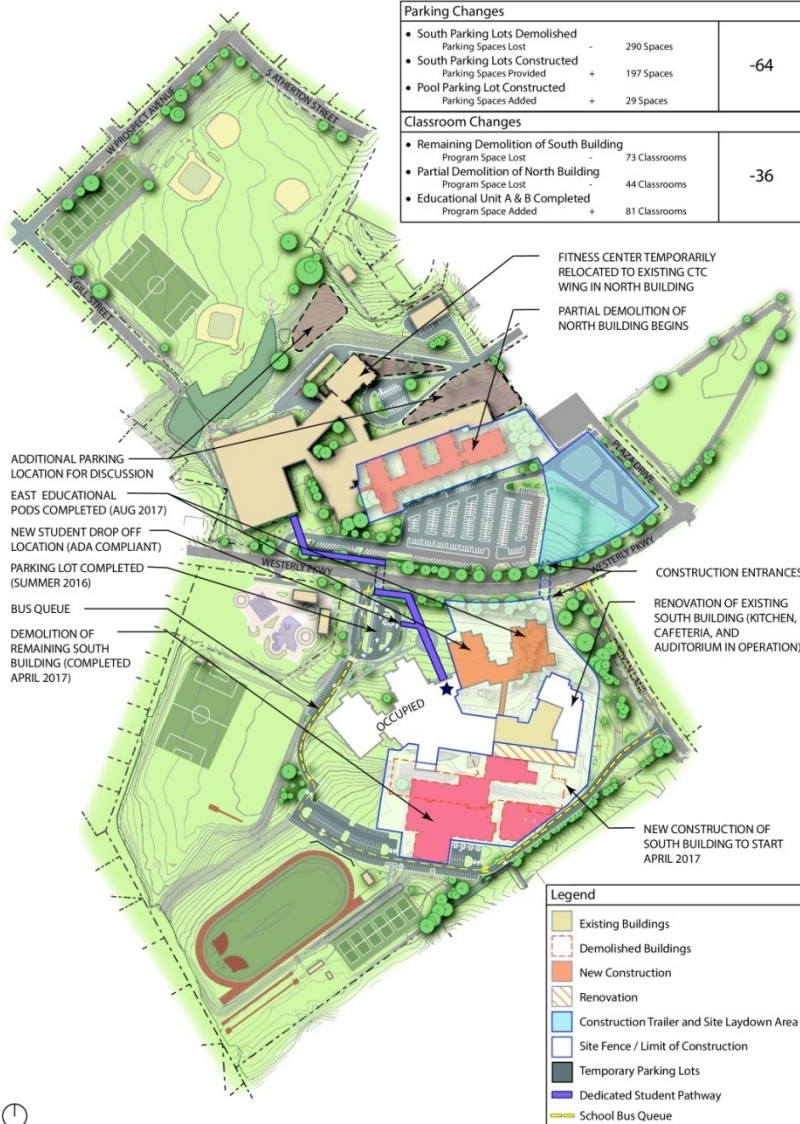 Parking Changes
• South Parking Lots Demolished
Parking Spaces Lost - 290 Spaces
• South Parking Lots Constructed
Parking Spaces Provided + 197 Spaces
• Pool Parking Lot Constructed
Parking Spaces Added + 29 Spaces
-64
Classroom Changes
• Remaining Demolition of South Building
Program Space Lost - 73 Classrooms
• Partial Demolition of North Building
Program Space Lost - 44 Classrooms
• Educational Unit A & B Completed
Program Space Added + 81 Classrooms
-36
W PROSPECT AVENUE
S ATHERTON STREET
S GILL STREET
FITNESS CENTER TEMPORARILY
RELOCATED TO EXISTING CTC
WING IN NORTH BUILDING
PARTIAL DEMOLITION OF
NORTH BUILDING BEGINS
PLAZA DRIVE
ADDITIONAL PARKING
LOCATION FOR DISCUSSION
EAST EDUCATIONAL
PODS COMPLETED (AUG 2017)
NEW STUDENT DROP OFF
LOCATION (ADA COMPLIANT)
PARKING LOT COMPLETED
(SUMMER 2016)
BUS QUEUE
DEMOLITION OF
REMAINING SOUTH
BUILDING (COMPLETED
APRIL 2017)
WESTERLY PKWY
WESTERLY PKWY
CONSTRUCTION ENTRANCES
RENOVATION OF EXISTING
SOUTH BUILDING (KITCHEN,
CAFETERIA, AND
AUDITORIUM IN OPERATION)
OCCUPIED
NEW CONSTRUCTION OF
SOUTH BUILDING TO START
APRIL 2017
Legend
Existing Buildings
Demolished Buildings
New Construction
Renovation
Construction Trailer and Site Laydown Area
Site Fence / Limit of Construction
Temporary Parking Lots
Dedicated Student Pathway
School Bus Queue